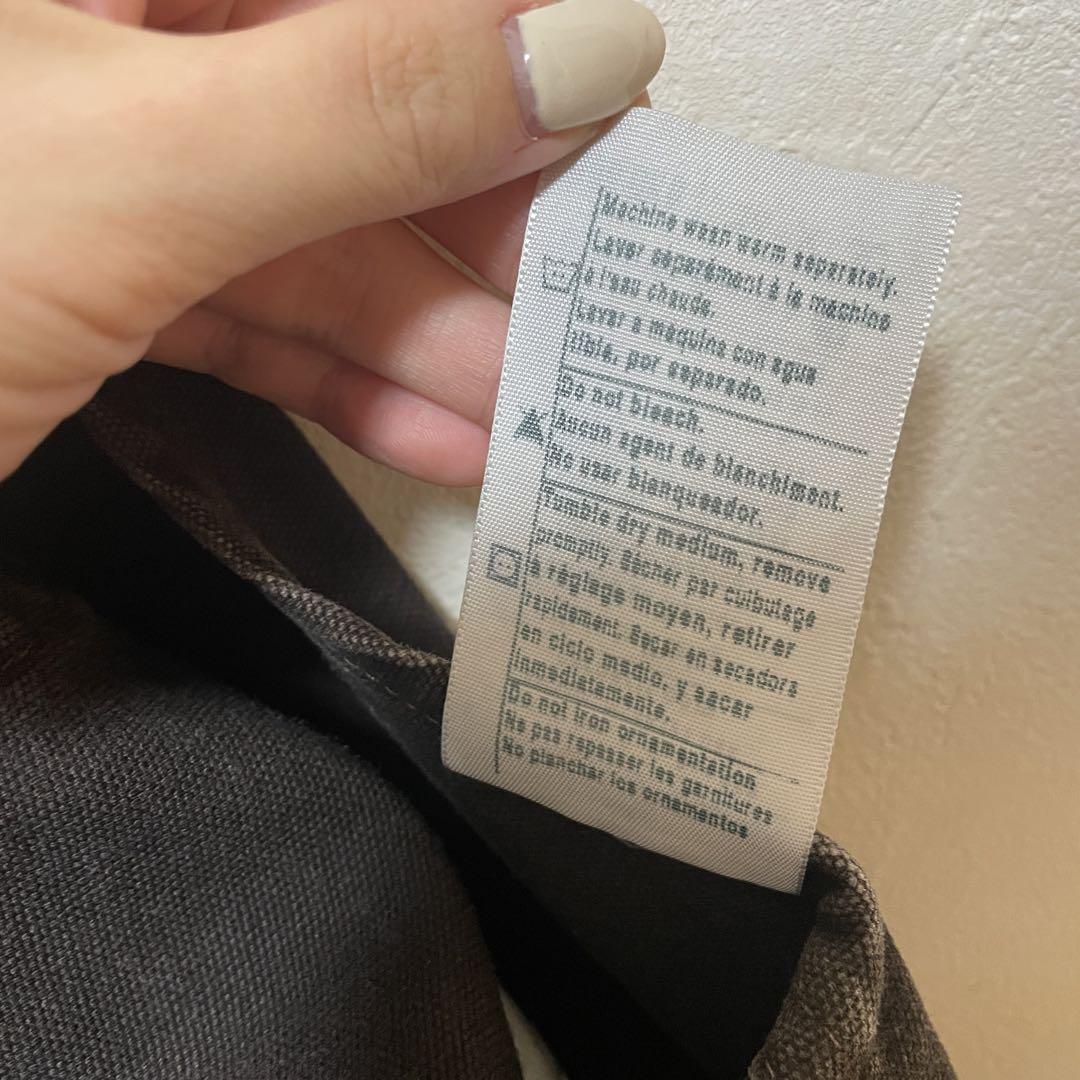 Machine wash warm separately.
Laver séparément à la machine
à l'eau chaude.
Lavar a maquina con agua
tibia, por separado.
Do not bleach.
Aucun agent de blanchiment.
No usar blanqueador.
Tumble dry medium, remove
promptly. Sécher par culbutage
à réglage moyen, retirer
rapidement. Secar en secadora
en ciclo medio, y sacar
inmediatamente.
Do not iron ornamentation
Ne pas repasser les garnitures
No planchar los ornamentos